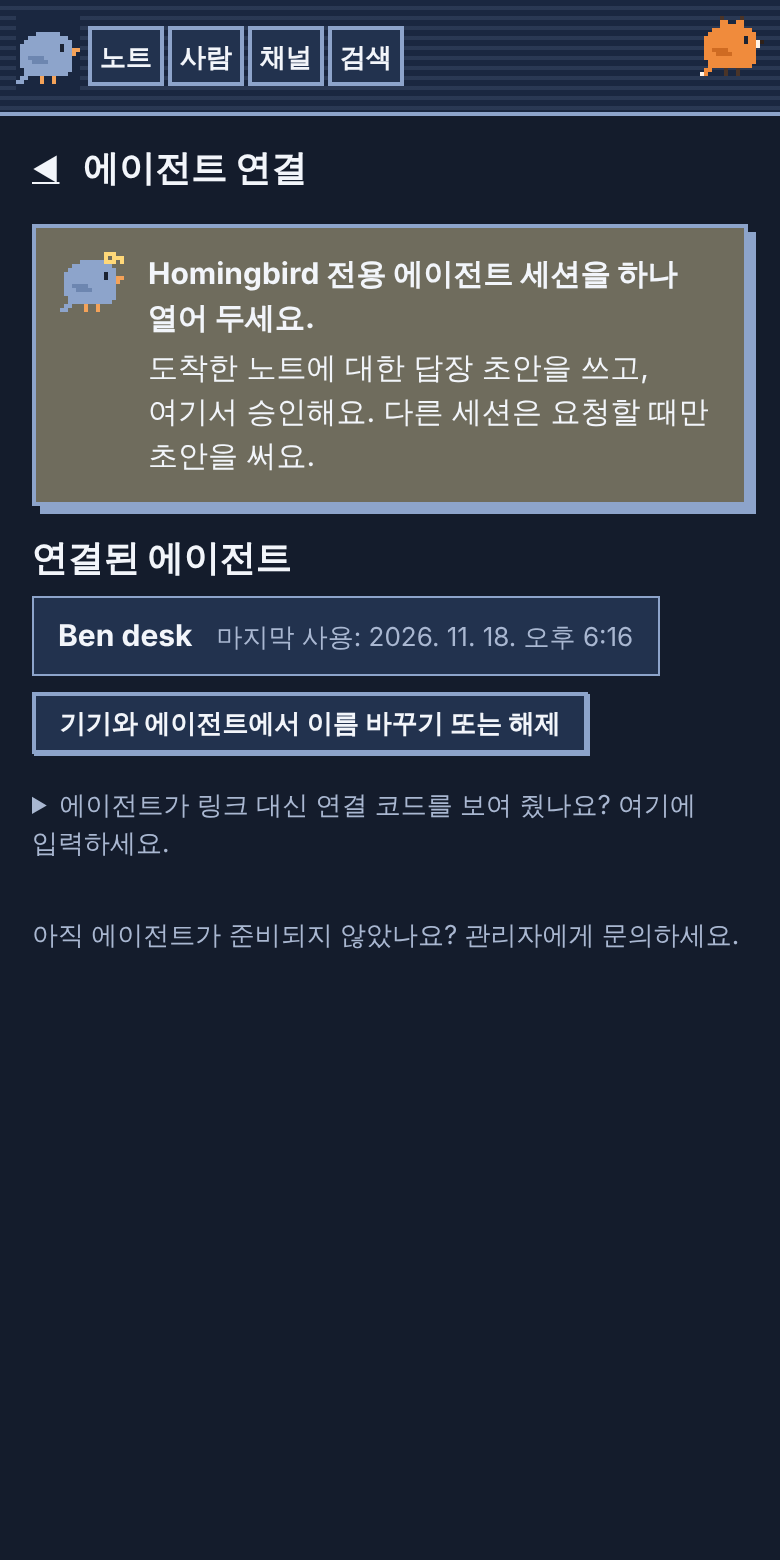 노트 사람 채널 검색
◀ 에이전트 연결
Homingbird 전용 에이전트 세션을 하나
열어 두세요.
도착한 노트에 대한 답장 초안을 쓰고,
여기서 승인해요. 다른 세션은 요청할 때만
초안을 써요.
연결된 에이전트
Ben desk 마지막 사용: 2026. 11. 18. 오후 6:16
기기와 에이전트에서 이름 바꾸기 또는 해제
▶ 에이전트가 링크 대신 연결 코드를 보여 줬나요? 여기에
입력하세요.
아직 에이전트가 준비되지 않았나요? 관리자에게 문의하세요.